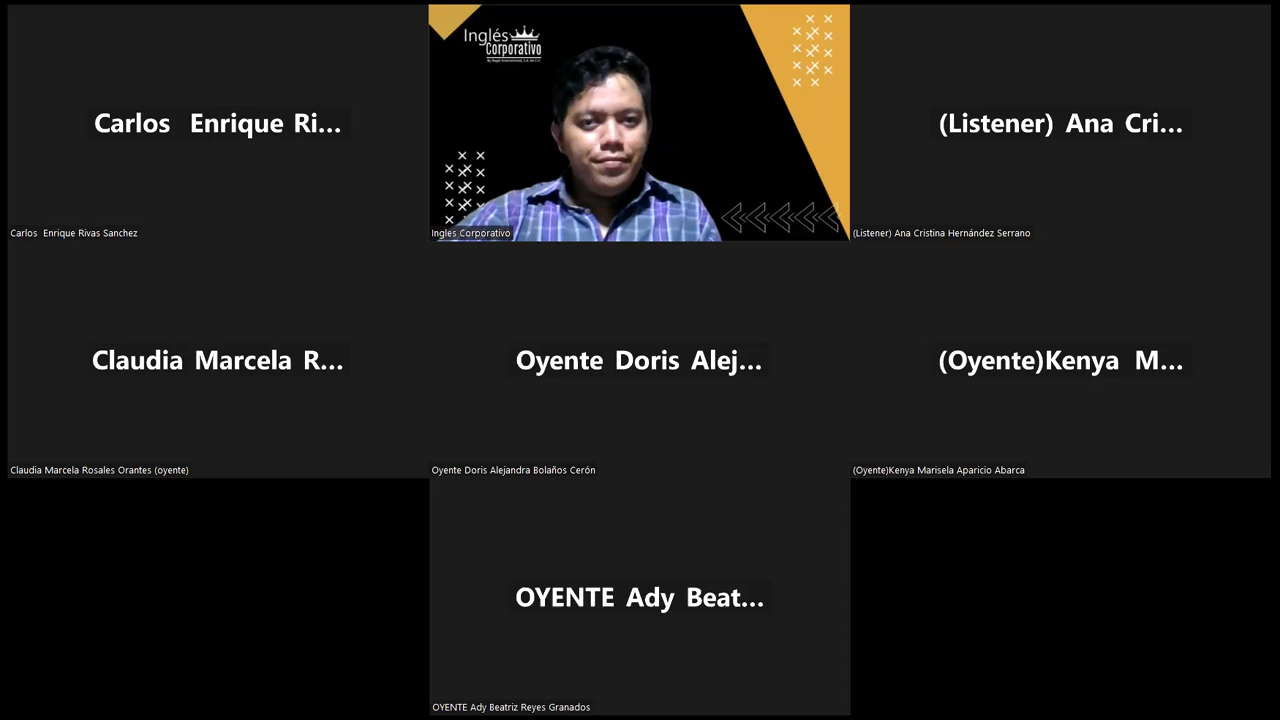 Carlos Enrique Ri...
Carlos Enrique Rivas Sanchez
Inglés
Corporativo
Ingles Corporativo
(Listener) Ana Cri...
(Listener) Ana Cristina Hernández Serrano
Claudia Marcela R...
Claudia Marcela Rosales Orantes (oyente)
Oyente Doris Alej...
Oyente Doris Alejandra Bolaños Cerón
(Oyente)Kenya M...
(Oyente)Kenya Marisela Aparicio Abarca
OYENTE Ady Beat...
OYENTE Ady Beatriz Reyes Granados